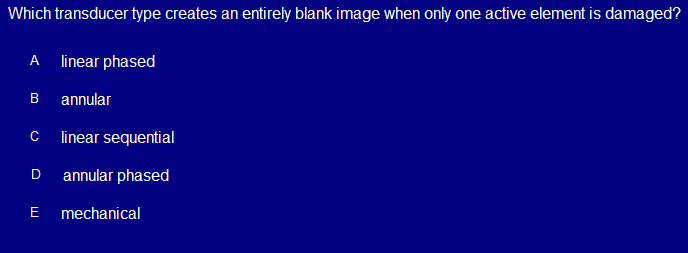 Which transducer type creates an entirely blank image when only one active element is damaged?
A linear phased
B annular
C linear sequential
D annular phased
E mechanical